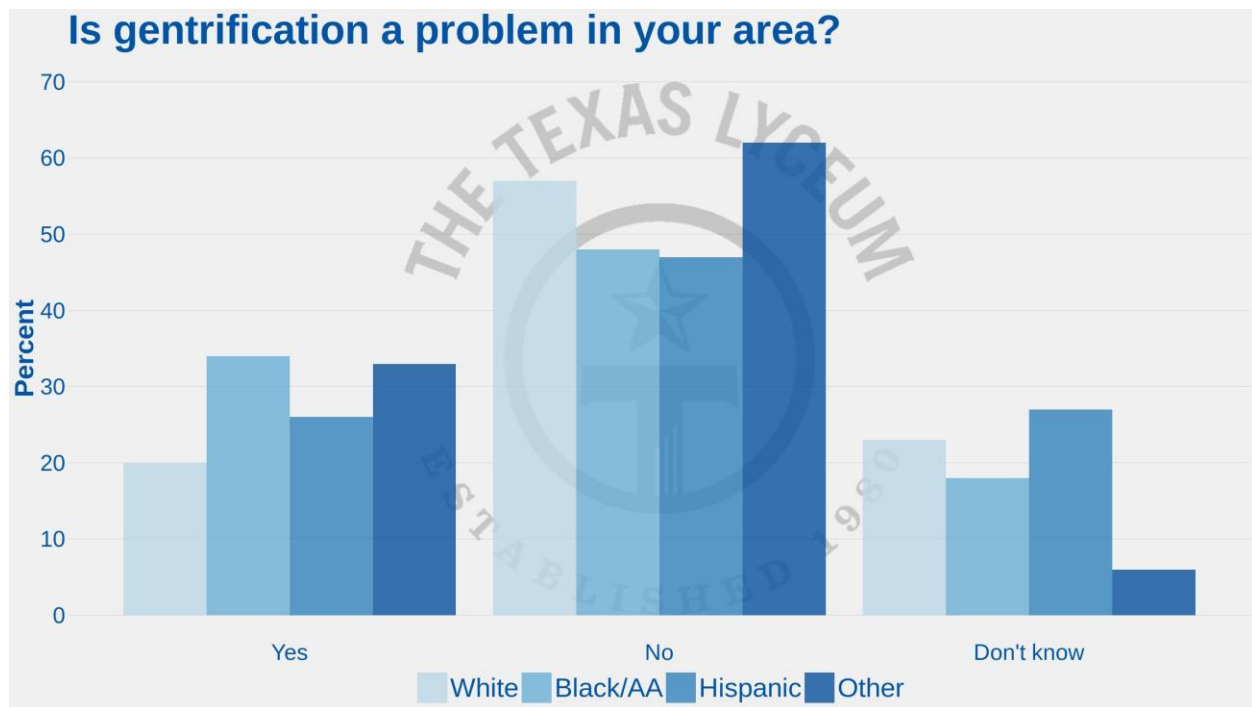 Is gentrification a problem in your area?
THE TEXAS LYCEUM
ESTABLISHED 1980
Percent
70
60
50
40
30
20
10
0
Yes No Don't know
White Black/AA Hispanic Other